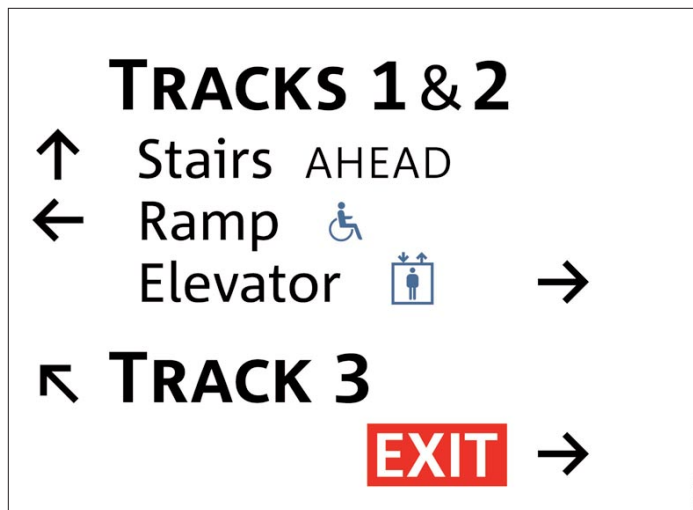 TRACKS 1 & 2
↑ Stairs AHEAD
← Ramp
Elevator →
↖ TRACK 3
EXIT →